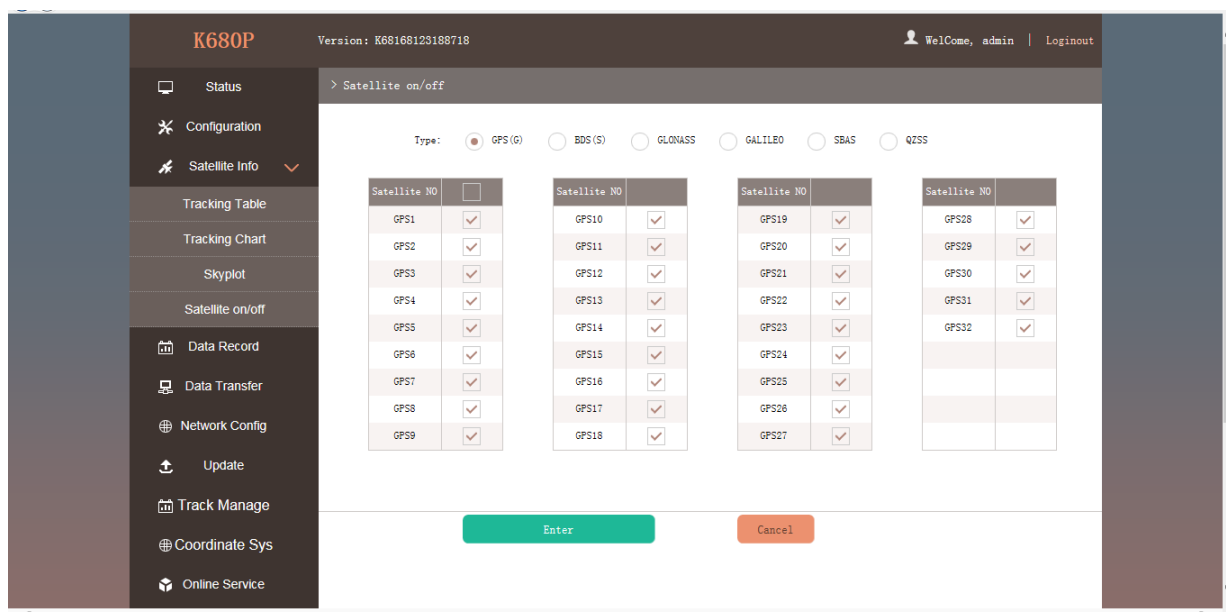 K680P
Version: K68168123188718
WelCome, admin | Loginout
Status
Configuration
Satellite Info
Tracking Table
Tracking Chart
Skyplot
Satellite on/off
Data Record
Data Transfer
Network Config
Update
Track Manage
Coordinate Sys
Online Service
> Satellite on/off
Type: GPS(G) BDS(S) GLONASS GALILEO SBAS QZSS
Satellite NO Satellite NO Satellite NO Satellite NO
GPS1 GPS10 GPS19 GPS28
GPS2 GPS11 GPS20 GPS29
GPS3 GPS12 GPS21 GPS30
GPS4 GPS13 GPS22 GPS31
GPS5 GPS14 GPS23 GPS32
GPS6 GPS15 GPS24
GPS7 GPS16 GPS25
GPS8 GPS17 GPS26
GPS9 GPS18 GPS27
Enter Cancel